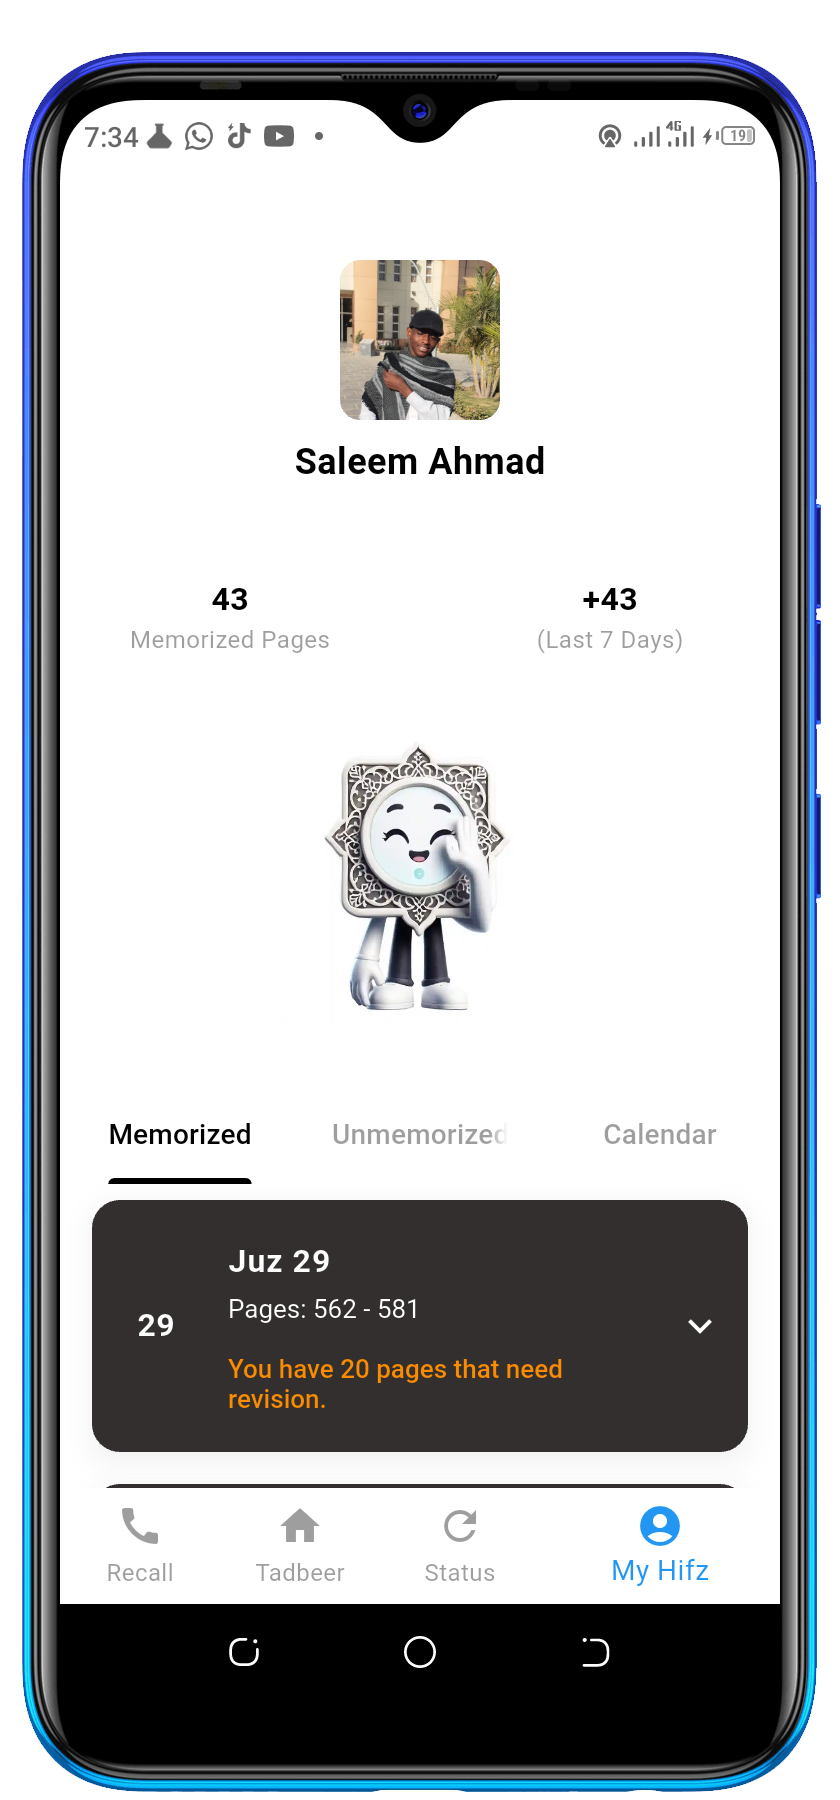 7:34
4G
19
Saleem Ahmad
43
+43
Memorized Pages
(Last 7 Days)
Memorized
Unmemorized
Calendar
Juz 29
Pages: 562 - 581
29
You have 20 pages that need
revision.
Recall
Tadbeer
Status
My Hifz